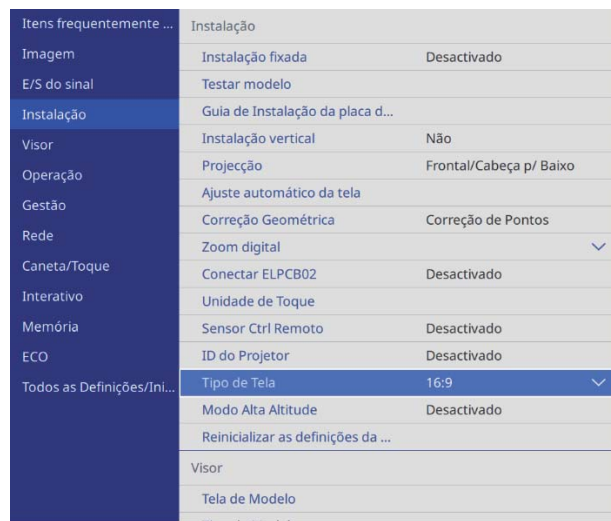 Itens frequentemente ...
Imagem
E/S do sinal
Instalação
Visor
Operação
Gestão
Rede
Caneta/Toque
Interativo
Memória
ECO
Todos as Definições/Ini...
Instalação
Instalação fixada Desactivado
Testar modelo
Guia de Instalação da placa d...
Instalação vertical Não
Projecção Frontal/Cabeça p/ Baixo
Ajuste automático da tela
Correção Geométrica Correção de Pontos
Zoom digital
Conectar ELPCB02 Desactivado
Unidade de Toque
Sensor Ctrl Remoto Desactivado
ID do Projetor Desactivado
Tipo de Tela 16:9
Modo Alta Altitude Desactivado
Reinicializar as definições da ...
Visor
Tela de Modelo